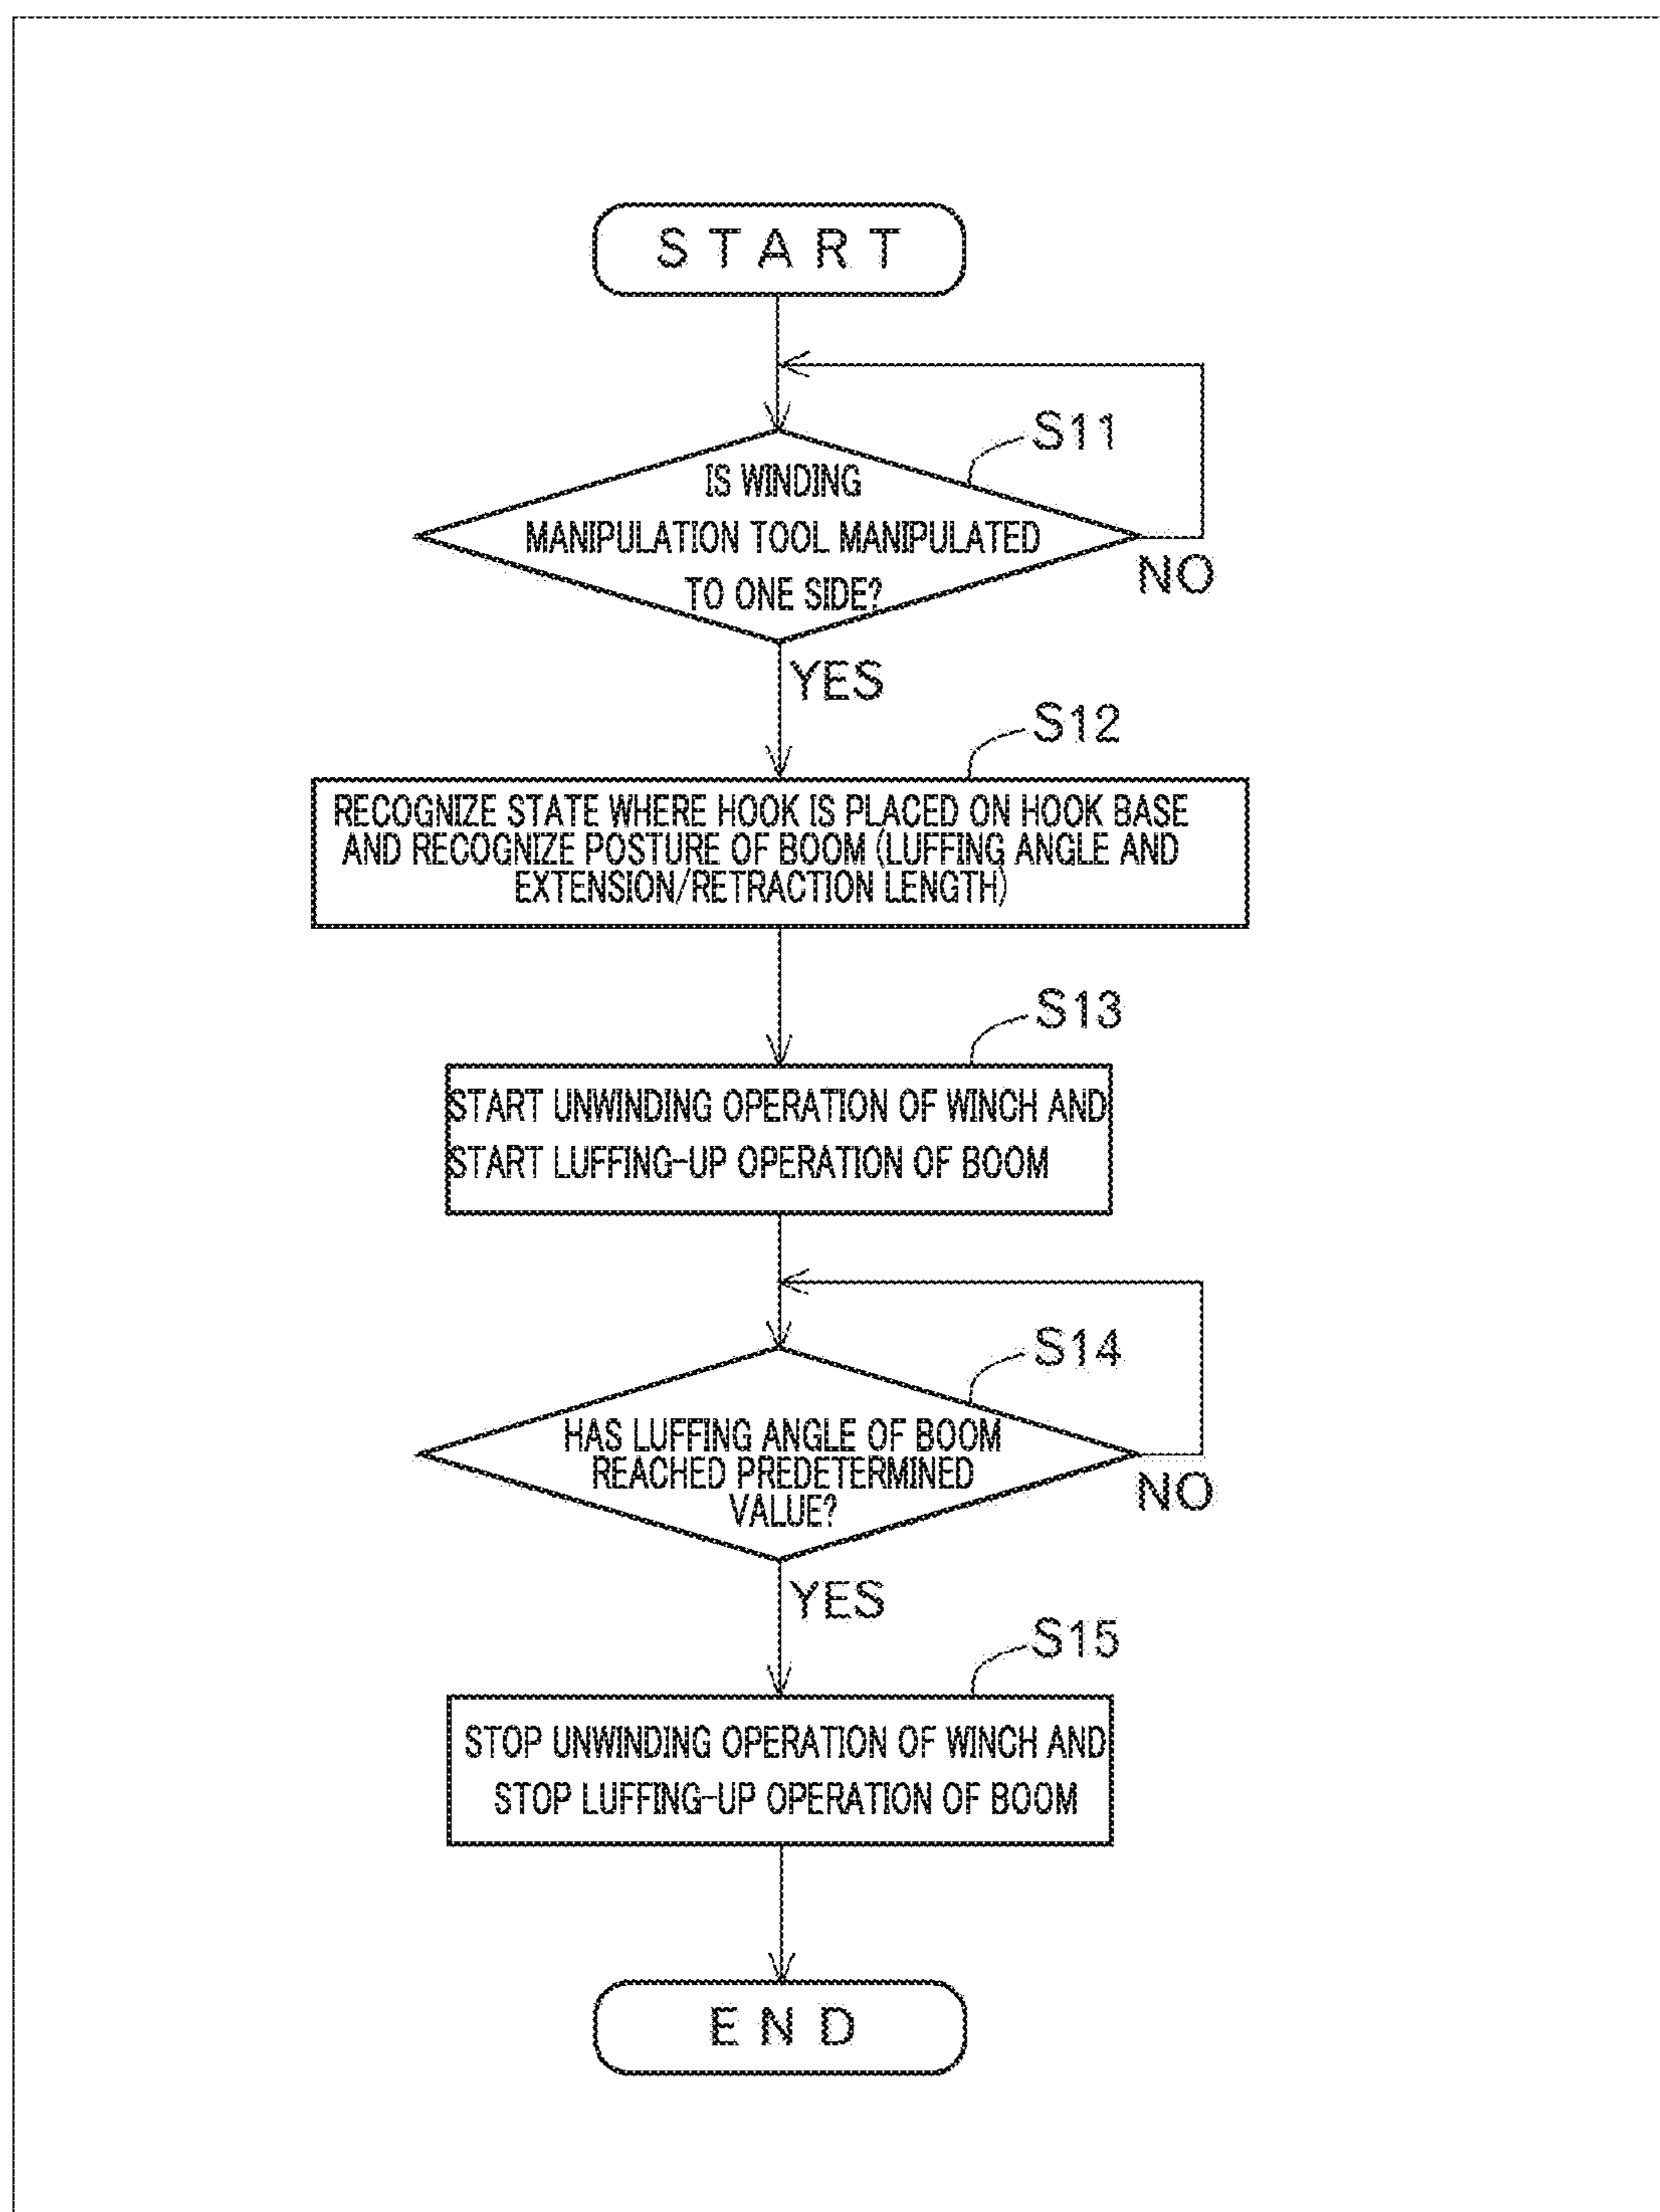 START
S11
IS WINDING
MANIPULATION TOOL MANIPULATED
TO ONE SIDE?
NO
YES
S12
RECOGNIZE STATE WHERE HOOK IS PLACED ON HOOK BASE
AND RECOGNIZE POSTURE OF BOOM (LUFFING ANGLE AND
EXTENSION/RETRACTION LENGTH)
S13
START UNWINDING OPERATION OF WINCH AND
START LUFFING-UP OPERATION OF BOOM
S14
HAS LUFFING ANGLE OF BOOM
REACHED PREDETERMINED
VALUE?
NO
YES
S15
STOP UNWINDING OPERATION OF WINCH AND
STOP LUFFING-UP OPERATION OF BOOM
END